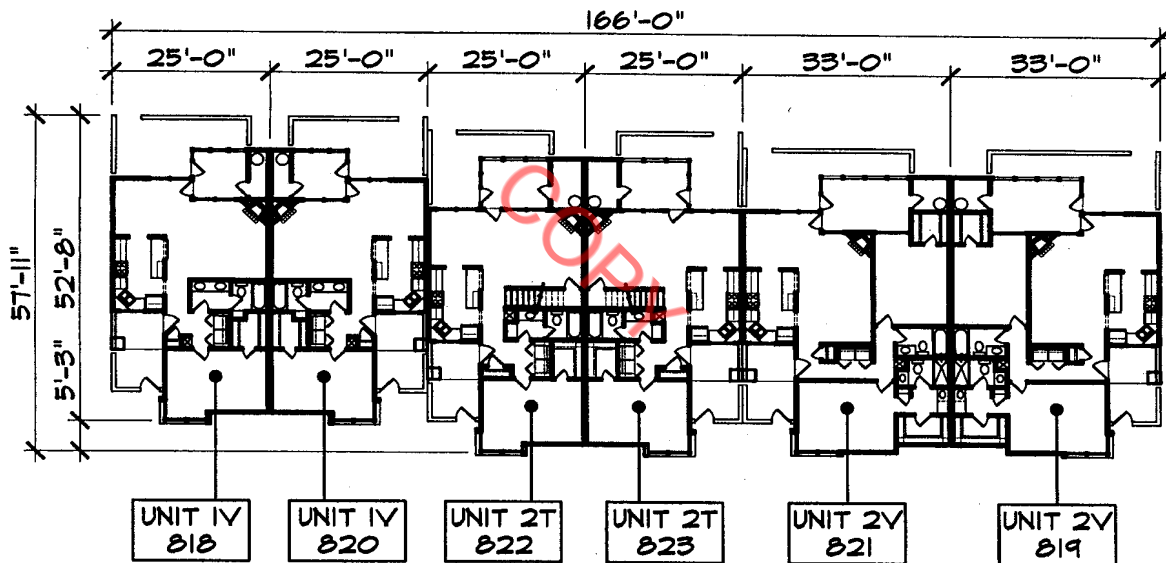 166'-0"
25'-0" 25'-0" 25'-0" 25'-0" 33'-0" 33'-0"
57'-11"
52'-8"
5'-3"
COPY
UNIT 1V
818
UNIT 1V
820
UNIT 2T
822
UNIT 2T
823
UNIT 2V
821
UNIT 2V
819